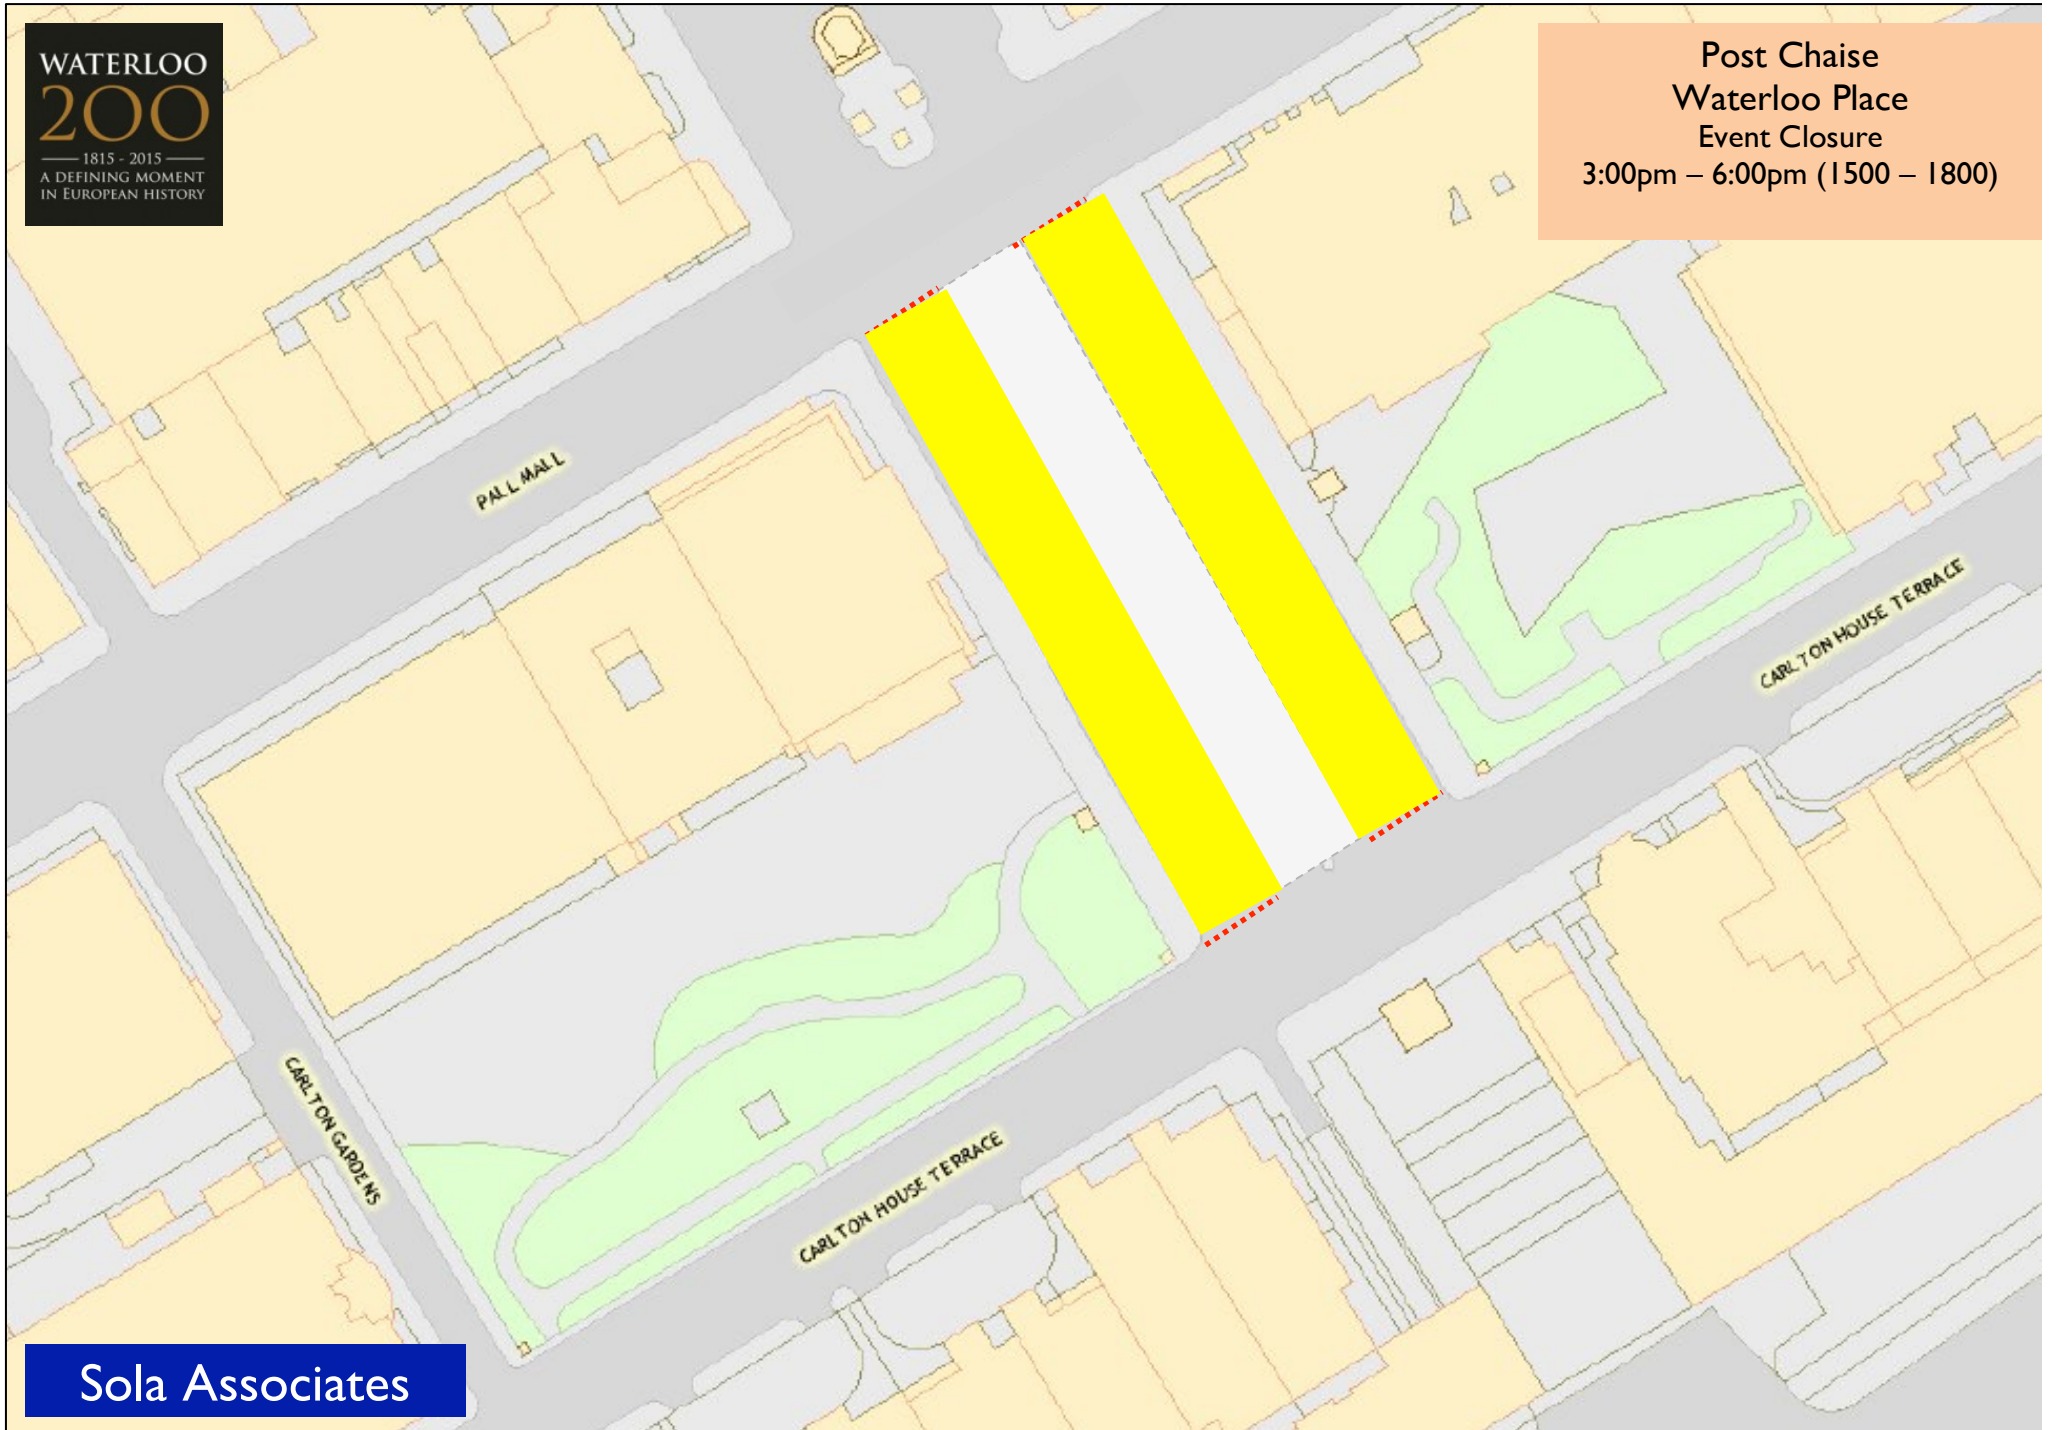 WATERLOO
200
1815 - 2015
A DEFINING MOMENT
IN EUROPEAN HISTORY
Post Chaise
Waterloo Place
Event Closure
3:00pm – 6:00pm (1500 – 1800)
PALL MALL
CARLTON HOUSE TERRACE
CARLTON GARDENS
CARLTON HOUSE TERRACE
Sola Associates